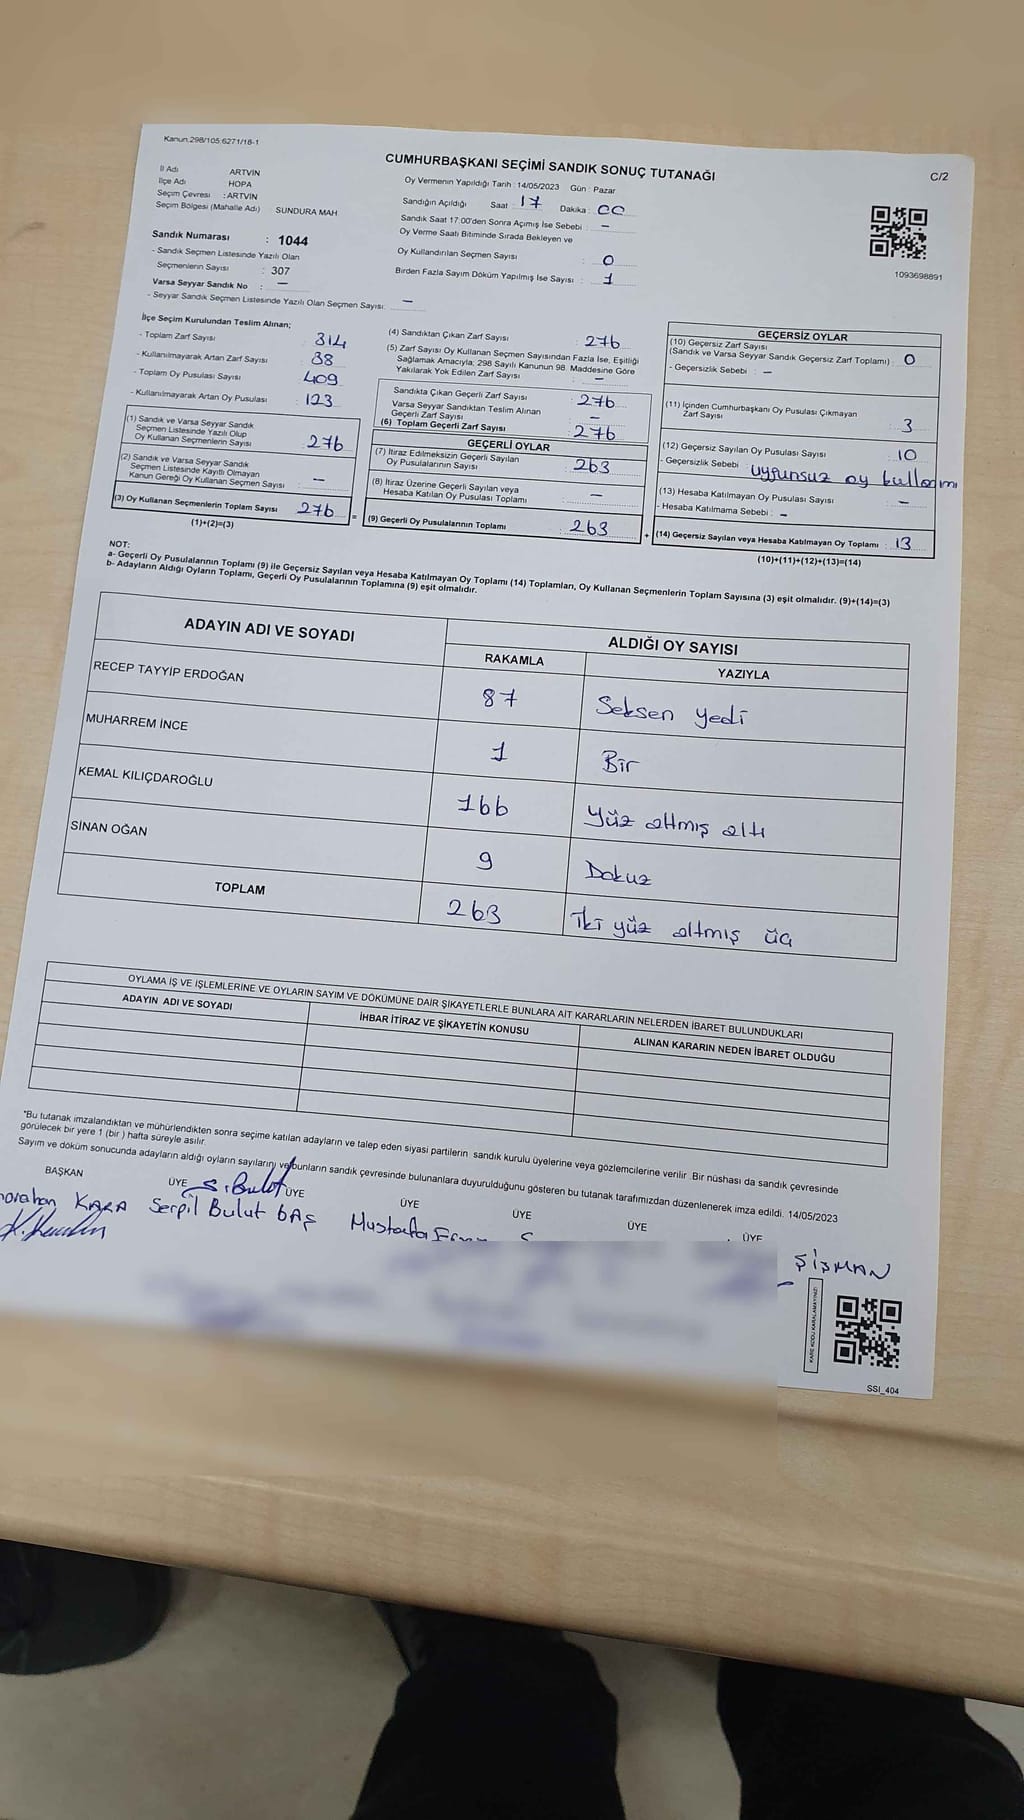 Kanun.298/105:6271/18-1
CUMHURBAŞKANI SEÇİMİ SANDIK SONUÇ TUTANAĞI
C/2
İl Adı ARTVİN
İlçe Adı HOPA
Seçim Çevresi : ARTVİN
Seçim Bölgesi (Mahalle Adı) SUNDURA MAH
Oy Vermenin Yapıldığı Tarih : 14/05/2023 Gün : Pazar
Sandığın Açıldığı Saat : 17 Dakika : 00
Sandık Saat 17:00'den Sonra Açımış İse Sebebi : –
Oy Verme Saati Bitiminde Sırada Bekleyen ve
Oy Kullandırılan Seçmen Sayısı : 0
Birden Fazla Sayım Döküm Yapılmış İse Sayısı : 1
1093698891
Sandık Numarası : 1044
- Sandık Seçmen Listesinde Yazılı Olan
Seçmenlerin Sayısı : 307
Varsa Seyyar Sandık No : –
- Seyyar Sandık Seçmen Listesinde Yazılı Olan Seçmen Sayısı: –
İlçe Seçim Kurulundan Teslim Alınan;
- Toplam Zarf Sayısı : 314
- Kullanılmayarak Artan Zarf Sayısı : 38
- Toplam Oy Pusulası Sayısı : 409
- Kullanılmayarak Artan Oy Pusulası : 123
(1) Sandık ve Varsa Seyyar Sandık
Seçmen Listesinde Yazılı Olup
Oy Kullanan Seçmenlerin Sayısı : 276
(2) Sandık ve Varsa Seyyar Sandık
Seçmen Listesinde Kayıtlı Olmayan
Kanun Gereği Oy Kullanan Seçmen Sayısı : –
(3) Oy Kullanan Seçmenlerin Toplam Sayısı : 276
(1)+(2)=(3)
(4) Sandıktan Çıkan Zarf Sayısı : 276
(5) Zarf Sayısı Oy Kullanan Seçmen Sayısından Fazla İse, Eşitliği
Sağlamak Amacıyla; 298 Sayılı Kanunun 98. Maddesine Göre
Yakılarak Yok Edilen Zarf Sayısı : –
Sandıkta Çıkan Geçerli Zarf Sayısı : 276
Varsa Seyyar Sandıktan Teslim Alınan
Geçerli Zarf Sayısı : –
(6) Toplam Geçerli Zarf Sayısı : 276
GEÇERLİ OYLAR
(7) İtiraz Edilmeksizin Geçerli Sayılan
Oy Pusulalarının Sayısı : 263
(8) İtiraz Üzerine Geçerli Sayılan veya
Hesaba Katılan Oy Pusulası Toplamı : –
= (9) Geçerli Oy Pusulalarının Toplamı : 263
GEÇERSİZ OYLAR
(10) Geçersiz Zarf Sayısı
(Sandık ve Varsa Seyyar Sandık Geçersiz Zarf Toplamı) : 0
- Geçersizlik Sebebi : –
(11) İçinden Cumhurbaşkanı Oy Pusulası Çıkmayan
Zarf Sayısı : 3
(12) Geçersiz Sayılan Oy Pusulası Sayısı : 10
- Geçersizlik Sebebi : uygunsuz oy kullanımı
(13) Hesaba Katılmayan Oy Pusulası Sayısı : –
- Hesaba Katılmama Sebebi : –
+ (14) Geçersiz Sayılan veya Hesaba Katılmayan Oy Toplamı : 13
(10)+(11)+(12)+(13)=(14)
NOT:
a- Geçerli Oy Pusulalarının Toplamı (9) ile Geçersiz Sayılan veya Hesaba Katılmayan Oy Toplamı (14) Toplamları, Oy Kullanan Seçmenlerin Toplam Sayısına (3) eşit olmalıdır. (9)+(14)=(3)
b- Adayların Aldığı Oyların Toplamı, Geçerli Oy Pusulalarının Toplamına (9) eşit olmalıdır.
ADAYIN ADI VE SOYADI
ALDIĞI OY SAYISI
RAKAMLA YAZIYLA
RECEP TAYYİP ERDOĞAN 87 Seksen yedi
MUHARREM İNCE 1 Bir
KEMAL KILIÇDAROĞLU 166 Yüz altmış altı
SİNAN OĞAN 9 Dokuz
TOPLAM 263 İki yüz altmış üç
OYLAMA İŞ VE İŞLEMLERİNE VE OYLARIN SAYIM VE DÖKÜMÜNE DAİR ŞİKAYETLERLE BUNLARA AİT KARARLARIN NELERDEN İBARET BULUNDUKLARI
ADAYIN ADI VE SOYADI İHBAR İTİRAZ VE ŞİKAYETİN KONUSU ALINAN KARARIN NEDEN İBARET OLDUĞU
*Bu tutanak imzalandıktan ve mühürlendikten sonra seçime katılan adayların ve talep eden siyasi partilerin sandık kurulu üyelerine veya gözlemcilerine verilir. Bir nüshası da sandık çevresinde
görülecek bir yere 1 (bir ) hafta süreyle asılır.
Sayım ve döküm sonucunda adayların aldığı oyların sayılarını ve bunların sandık çevresinde bulunanlara duyurulduğunu gösteren bu tutanak tarafımızdan düzenlenerek imza edildi. 14/05/2023
BAŞKAN ÜYE ÜYE ÜYE ÜYE ÜYE ÜYE
S. Bulut
KARA Serpil Bulut BAŞ Mustafa
ŞİŞMAN
KARE KODU KARALAMAYINIZ!
SSİ_404